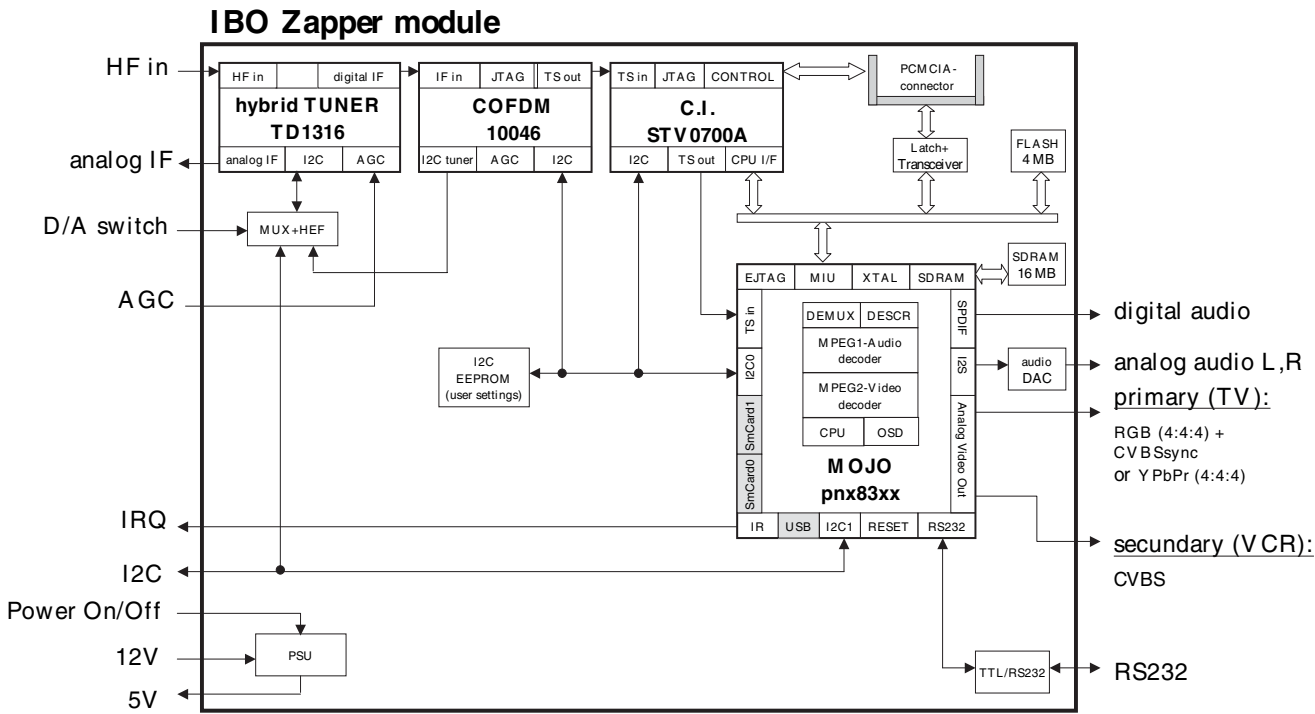 IBO Zapper module
HF in
HF in
digital IF
hybrid TUNER
TD1316
analog IF
I2C
AGC
IF in
JTAG
TS out
COFDM
10046
I2C tuner
AGC
I2C
TS in
JTAG
CONTROL
C.I.
STV0700A
I2C
TS out
CPU I/F
PCMCIA-
connector
Latch+
Transceiver
FLASH
4 MB
analog IF
D/A switch
MUX+HEF
AGC
SDRAM
16 MB
EJTAG
MIU
XTAL
SDRAM
TS in
I2C0
SmCard1
SmCard0
DEMUX
DESCR
MPEG1-Audio
decoder
MPEG2-Video
decoder
CPU
OSD
MOJO
pnx83xx
SPDIF
I2S
Analog Video Out
IR
USB
I2C1
RESET
RS232
I2C
EEPROM
(user settings)
audio
DAC
digital audio
analog audio L,R
primary (TV):
RGB (4:4:4) +
CVBSsync
or YPbPr (4:4:4)
secundary (VCR):
CVBS
IRQ
I2C
Power On/Off
12V
5V
PSU
TTL/RS232
RS232